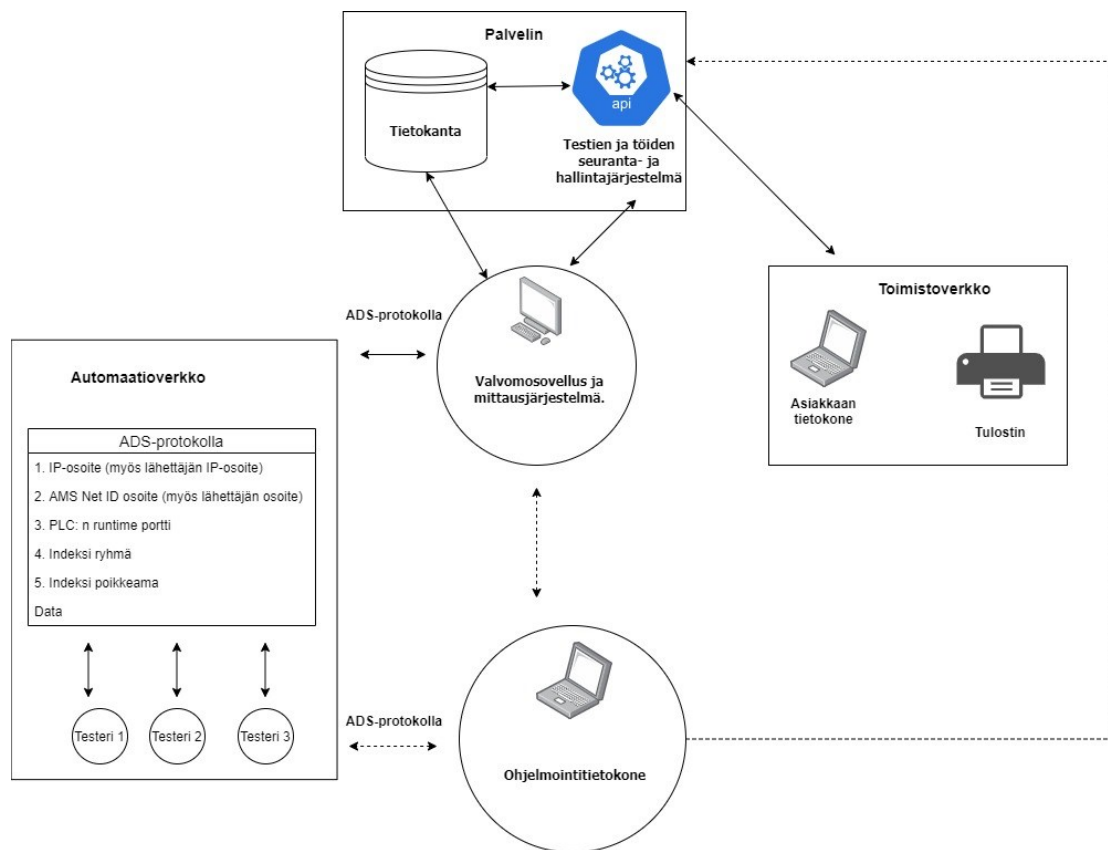 Palvelin
Tietokanta
api
Testien ja töiden
seuranta- ja
hallintajärjestelmä
Toimistoverkko
Asiakkaan
tietokone
Tulostin
ADS-protokolla
Valvomosovellus ja
mittausjärjestelmä.
Automaatioverkko
ADS-protokolla
1. IP-osoite (myös lähettäjän IP-osoite)
2. AMS Net ID osoite (myös lähettäjän osoite)
3. PLC: n runtime portti
4. Indeksi ryhmä
5. Indeksi poikkeama
Data
Testeri 1
Testeri 2
Testeri 3
ADS-protokolla
Ohjelmointitietokone